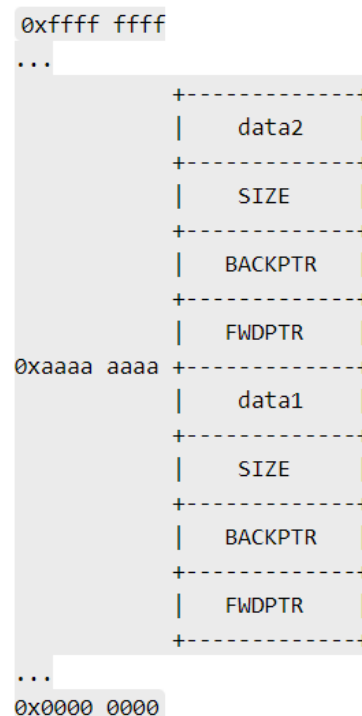 0xffff ffff
...
+--------------+
| data2 |
+--------------+
| SIZE |
+--------------+
| BACKPTR |
+--------------+
| FWDPTR |
0xaaaa aaaa +--------------+
| data1 |
+--------------+
| SIZE |
+--------------+
| BACKPTR |
+--------------+
| FWDPTR |
+--------------+
...
0x0000 0000